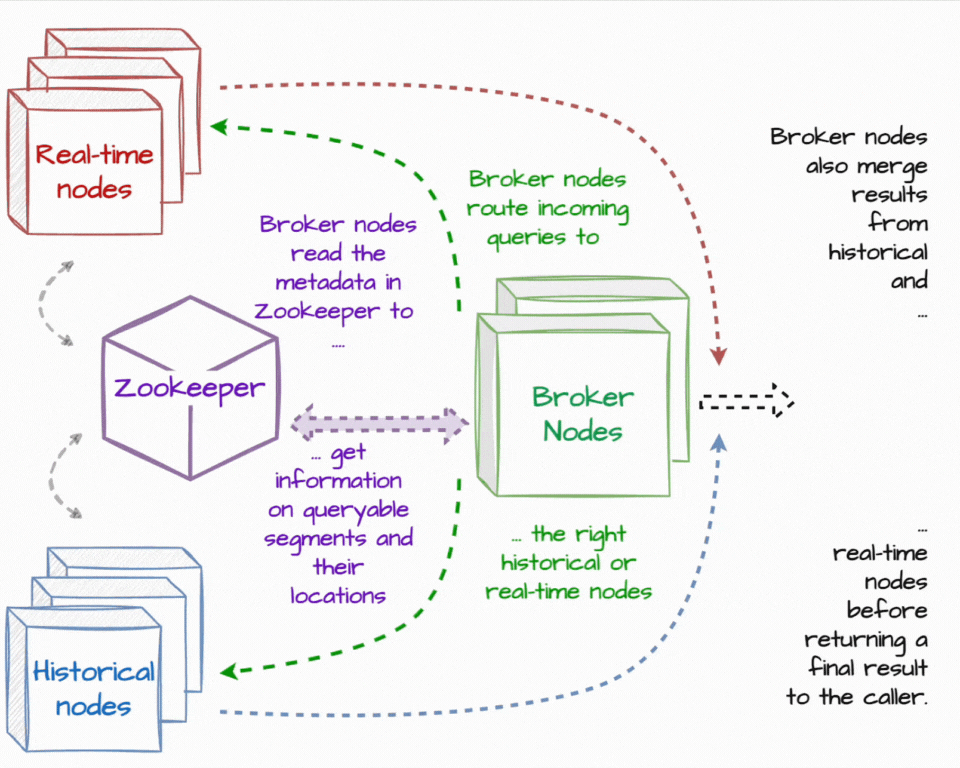 Real-time
nodes
Broker nodes
read the
metadata in
Zookeeper to
....
Zookeeper
... get
information
on queryable
segments and
their
locations
Historical
nodes
Broker nodes
route incoming
queries to
Broker
Nodes
... the right
historical or
real-time nodes
Broker nodes
also merge
results
from
historical
and
...
...
real-time
nodes
before
returning a
final result
to the caller.